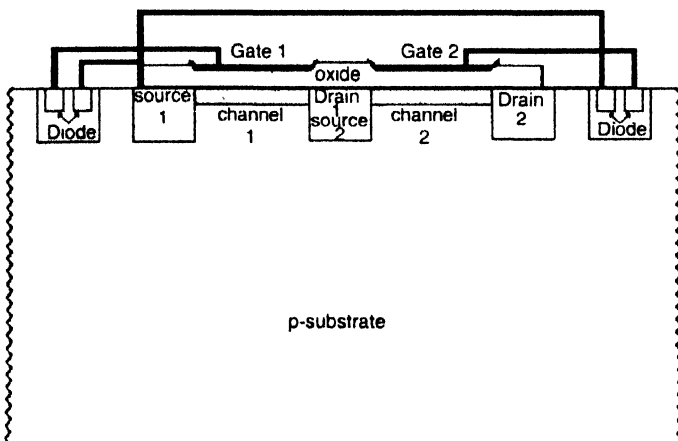 Gate 1
Gate 2
oxide
source
1
channel
1
Drain
1
source
2
channel
2
Drain
2
Diode
Diode
p-substrate